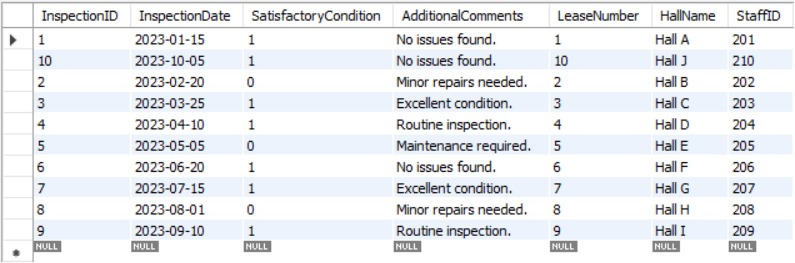 InspectionID InspectionDate SatisfactoryCondition AdditionalComments LeaseNumber HallName StaffID
1 2023-01-15 1 No issues found. 1 Hall A 201
10 2023-10-05 1 No issues found. 10 Hall J 210
2 2023-02-20 0 Minor repairs needed. 2 Hall B 202
3 2023-03-25 1 Excellent condition. 3 Hall C 203
4 2023-04-10 1 Routine inspection. 4 Hall D 204
5 2023-05-05 0 Maintenance required. 5 Hall E 205
6 2023-06-20 1 No issues found. 6 Hall F 206
7 2023-07-15 1 Excellent condition. 7 Hall G 207
8 2023-08-01 0 Minor repairs needed. 8 Hall H 208
9 2023-09-10 1 Routine inspection. 9 Hall I 209
NULL NULL NULL NULL NULL NULL NULL